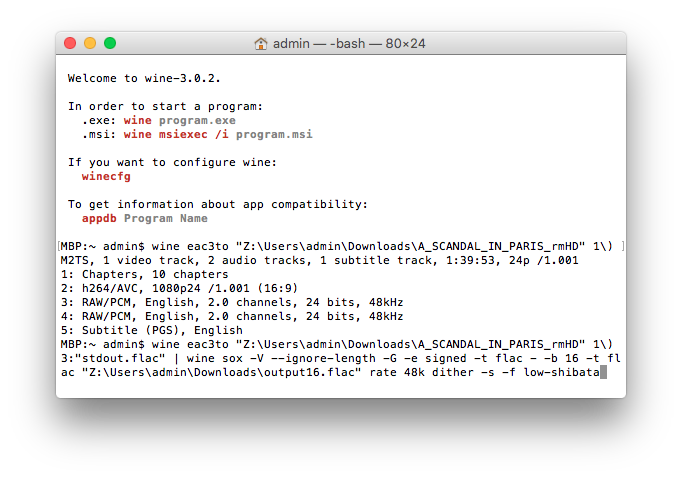 admin — -bash — 80×24
Welcome to wine-3.0.2.
In order to start a program:
.exe: wine program.exe
.msi: wine msiexec /i program.msi
If you want to configure wine:
winecfg
To get information about app compatibility:
appdb Program Name
[MBP:~ admin$ wine eac3to "Z:\Users\admin\Downloads\A_SCANDAL_IN_PARIS_rmHD" 1\) ]
M2TS, 1 video track, 2 audio tracks, 1 subtitle track, 1:39:53, 24p /1.001
1: Chapters, 10 chapters
2: h264/AVC, 1080p24 /1.001 (16:9)
3: RAW/PCM, English, 2.0 channels, 24 bits, 48kHz
4: RAW/PCM, English, 2.0 channels, 24 bits, 48kHz
5: Subtitle (PGS), English
MBP:~ admin$ wine eac3to "Z:\Users\admin\Downloads\A_SCANDAL_IN_PARIS_rmHD" 1\)
3:"stdout.flac" | wine sox -V --ignore-length -G -e signed -t flac - -b 16 -t fl
ac "Z:\Users\admin\Downloads\output16.flac" rate 48k dither -s -f low-shibata